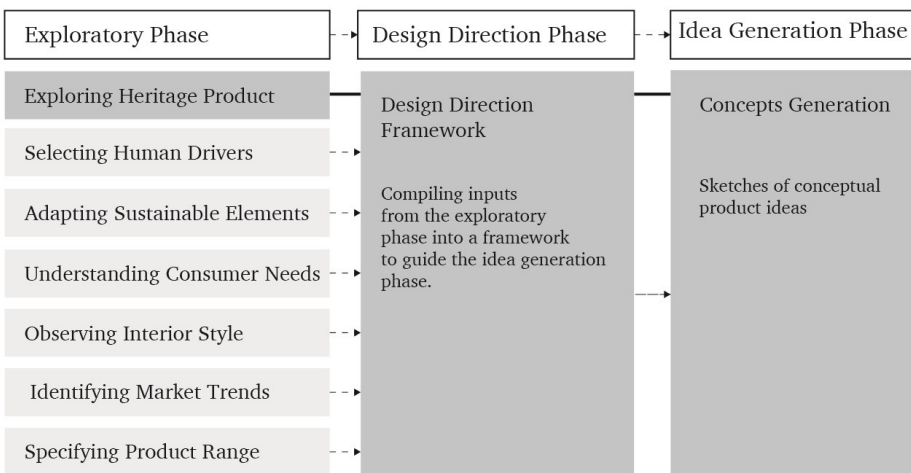 Exploratory Phase
Design Direction Phase
Idea Generation Phase
Exploring Heritage Product
Selecting Human Drivers
Adapting Sustainable Elements
Understanding Consumer Needs
Observing Interior Style
Identifying Market Trends
Specifying Product Range
Design Direction
Framework
Compiling inputs
from the exploratory
phase into a framework
to guide the idea generation
phase.
Concepts Generation
Sketches of conceptual
product ideas